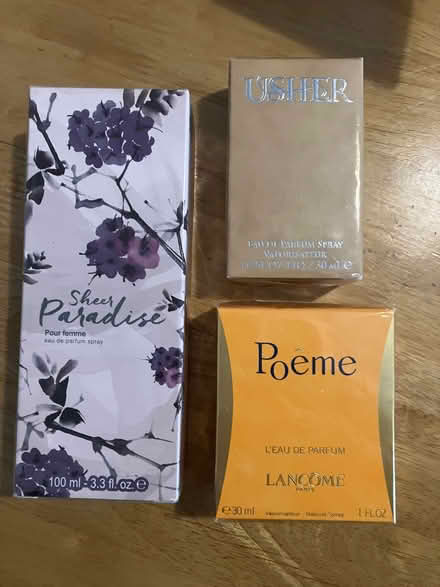 Sheer
Paradise
Pour femme
eau de parfum spray
100 ml - 3.3 fl. oz. e
USHER
EAU DE PARFUM SPRAY
VAPORISATEUR
Poême
L'EAU DE PARFUM
LANCÔME
PARIS
e 30 ml
1 FL OZ